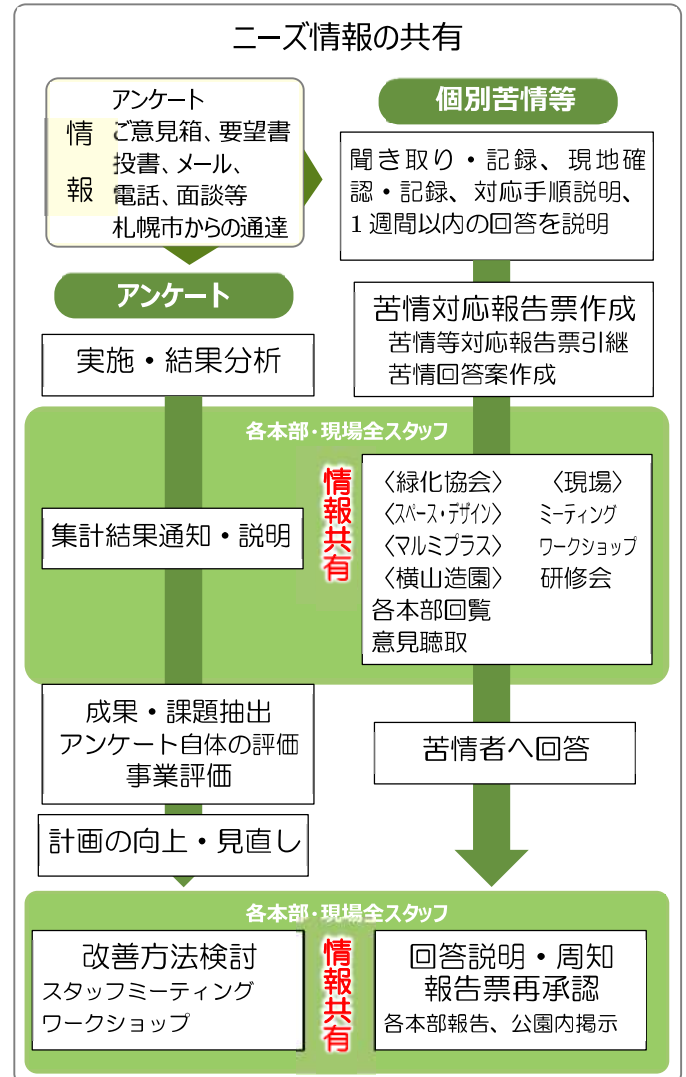 ニーズ情報の共有
情報
アンケート
ご意見箱、要望書
投書、メール、
電話、面談等
札幌市からの通達
個別苦情等
聞き取り・記録、現地確
認・記録、対応手順説明、
1週間以内の回答を説明
アンケート
実施・結果分析
苦情対応報告票作成
苦情等対応報告票引継
苦情回答案作成
各本部・現場全スタッフ
集計結果通知・説明
情報共有
〈緑化協会〉 〈現場〉
〈スペース・デザイン〉 ミーティング
〈マルミプラス〉 ワークショップ
〈横山造園〉 研修会
各本部回覧
意見聴取
成果・課題抽出
アンケート自体の評価
事業評価
苦情者へ回答
計画の向上・見直し
各本部・現場全スタッフ
改善方法検討
スタッフミーティング
ワークショップ
情報共有
回答説明・周知
報告票再承認
各本部報告、公園内掲示